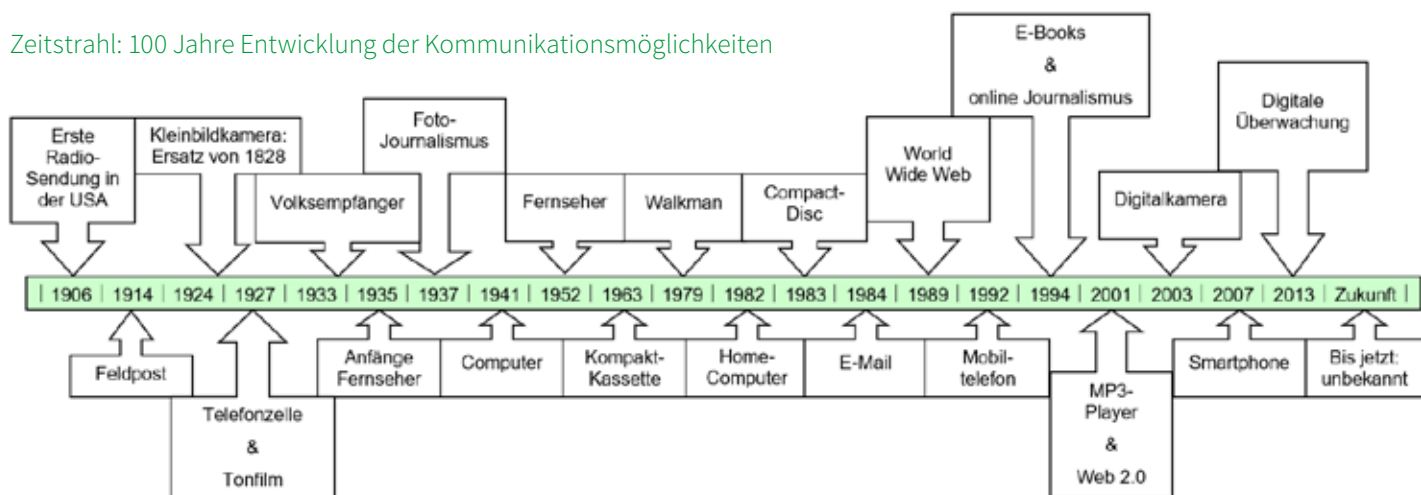 Zeitstrahl: 100 Jahre Entwicklung der Kommunikationsmöglichkeiten
Erste
Radio-
Sendung in
der USA
Kleinbildkamera:
Ersatz von 1828
Volksempfänger
Foto-
Journalismus
Fernseher
Walkman
Compact-
Disc
World
Wide Web
E-Books
&
online Journalismus
Digitalkamera
Digitale
Überwachung
| 1906 | 1914 | 1924 | 1927 | 1933 | 1935 | 1937 | 1941 | 1952 | 1963 | 1979 | 1982 | 1983 | 1984 | 1989 | 1992 | 1994 | 2001 | 2003 | 2007 | 2013 | Zukunft |
Feldpost
Telefonzelle
&
Tonfilm
Anfänge
Fernseher
Computer
Kompakt-
Kassette
Home-
Computer
E-Mail
Mobil-
telefon
MP3-
Player
&
Web 2.0
Smartphone
Bis jetzt:
unbekannt